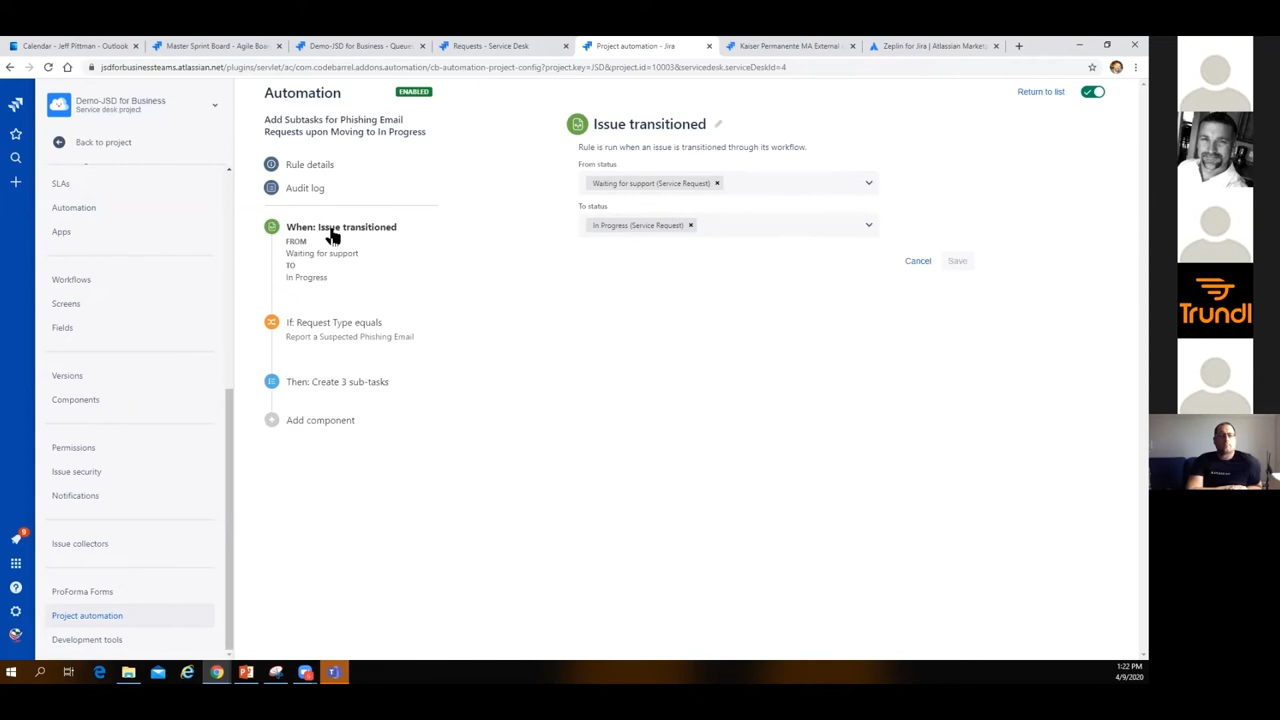 Calendar - Jeff Pittman - Outlook
Master Sprint Board - Agile Boa
Demo-JSD for Business - Queue
Requests - Service Desk
Project automation - Jira
Kaiser Permanente MA External
Zeplin for Jira | Atlassian Market
jsdforbusinessteams.atlassian.net/plugins/servlet/ac/com.codebarrel.addons.automation/cb-automation-project-config?project.key=JSD&project.id=10003&servicedesk.serviceDeskId=4
Demo-JSD for Business
Service desk project
Back to project
SLAs
Automation
Apps
Workflows
Screens
Fields
Versions
Components
Permissions
Issue security
Notifications
Issue collectors
ProForma Forms
Project automation
Development tools
9
Automation
ENABLED
Add Subtasks for Phishing Email
Requests upon Moving to In Progress
Rule details
Audit log
When: Issue transitioned
FROM
Waiting for support
TO
In Progress
If: Request Type equals
Report a Suspected Phishing Email
Then: Create 3 sub-tasks
Add component
Return to list
Issue transitioned
Rule is run when an issue is transitioned through its workflow.
From status
Waiting for support (Service Request)
To status
In Progress (Service Request)
Cancel
Save
Trundl
1:22 PM
4/9/2020